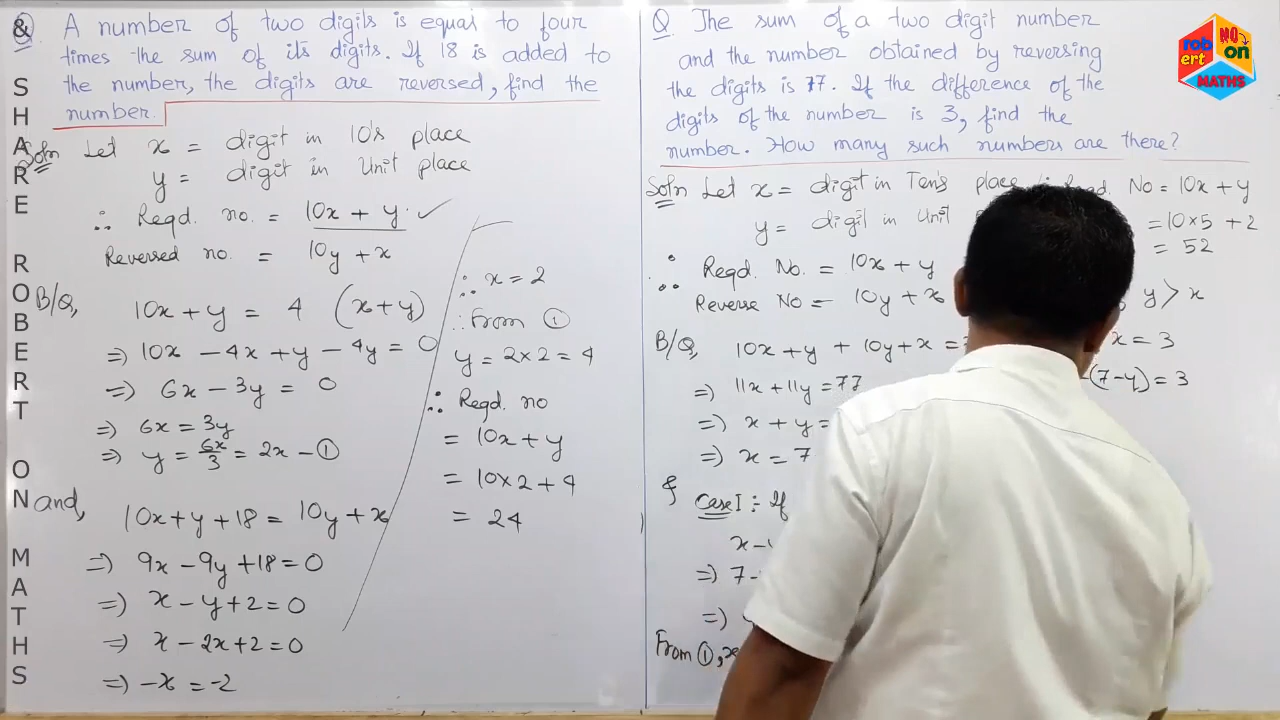 & SHARE ROBERT ON MATHS
Q. A number of two digits is equal to four
times the sum of its digits. If 18 is added to
the number, the digits are reversed, find the
number.
Soln Let x = digit in 10's place
y = digit in Unit place
∴ Reqd. no. = 10x + y. ✓
Reversed no. = 10y + x
B/Q, 10x + y = 4 (x+y)
⇒ 10x - 4x + y - 4y = 0
⇒ 6x - 3y = 0
⇒ 6x = 3y
⇒ y = 6x/3 = 2x - ①
and, 10x + y + 18 = 10y + x
⇒ 9x - 9y + 18 = 0
⇒ x - y + 2 = 0
⇒ x - 2x + 2 = 0
⇒ -x = -2
∴ x = 2
∴ From ①
y = 2×2 = 4
∴ Reqd. no
= 10x + y
= 10×2 + 4
= 24
Q The sum of a two digit number
and the number obtained by reversing
the digits is 77. If the difference of the
digits of the number is 3, find the
number. How many such numbers are there?
Soln Let x = digit in Ten's place
y = digit in Unit
∴ Reqd. No = 10x + y
Reverse No = 10y + x
B/Q, 10x + y + 10y + x =
⇒ 11x + 11y = 77
⇒ x + y =
⇒ x = 7
& Case I : If
x -
⇒ 7 -
⇒
From ①, x
No = 10x + y
= 10×5 + 2
= 52
y > x
x = 3
(7-y) = 3
rob ert
NO on
MATHS